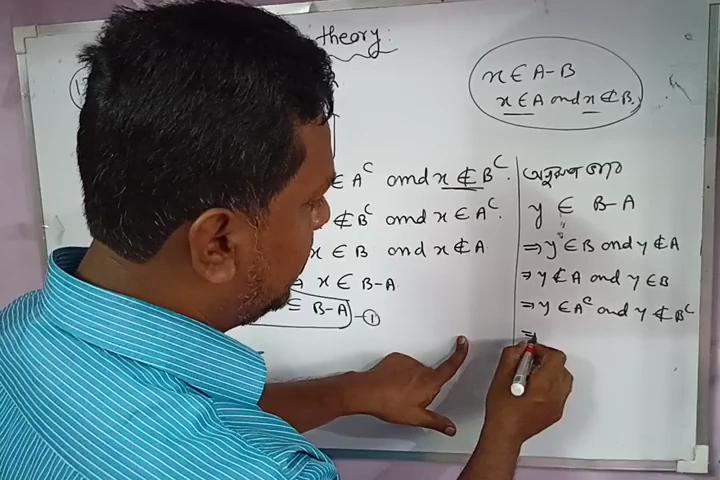 theory:
x ∈ A - B
x ∈ A and x ∉ B.
∈ A^C and x ∉ B^C.
∉ B^C and x ∈ A^C.
x ∈ B and x ∉ A
x ∈ B - A
∈ B - A — ①
অনুরূপ ভাবে
y ∈ B - A
⇒ y ∈ B and y ∉ A
⇒ y ∉ A and y ∈ B
⇒ y ∈ A^C and y ∉ B^C
⇒